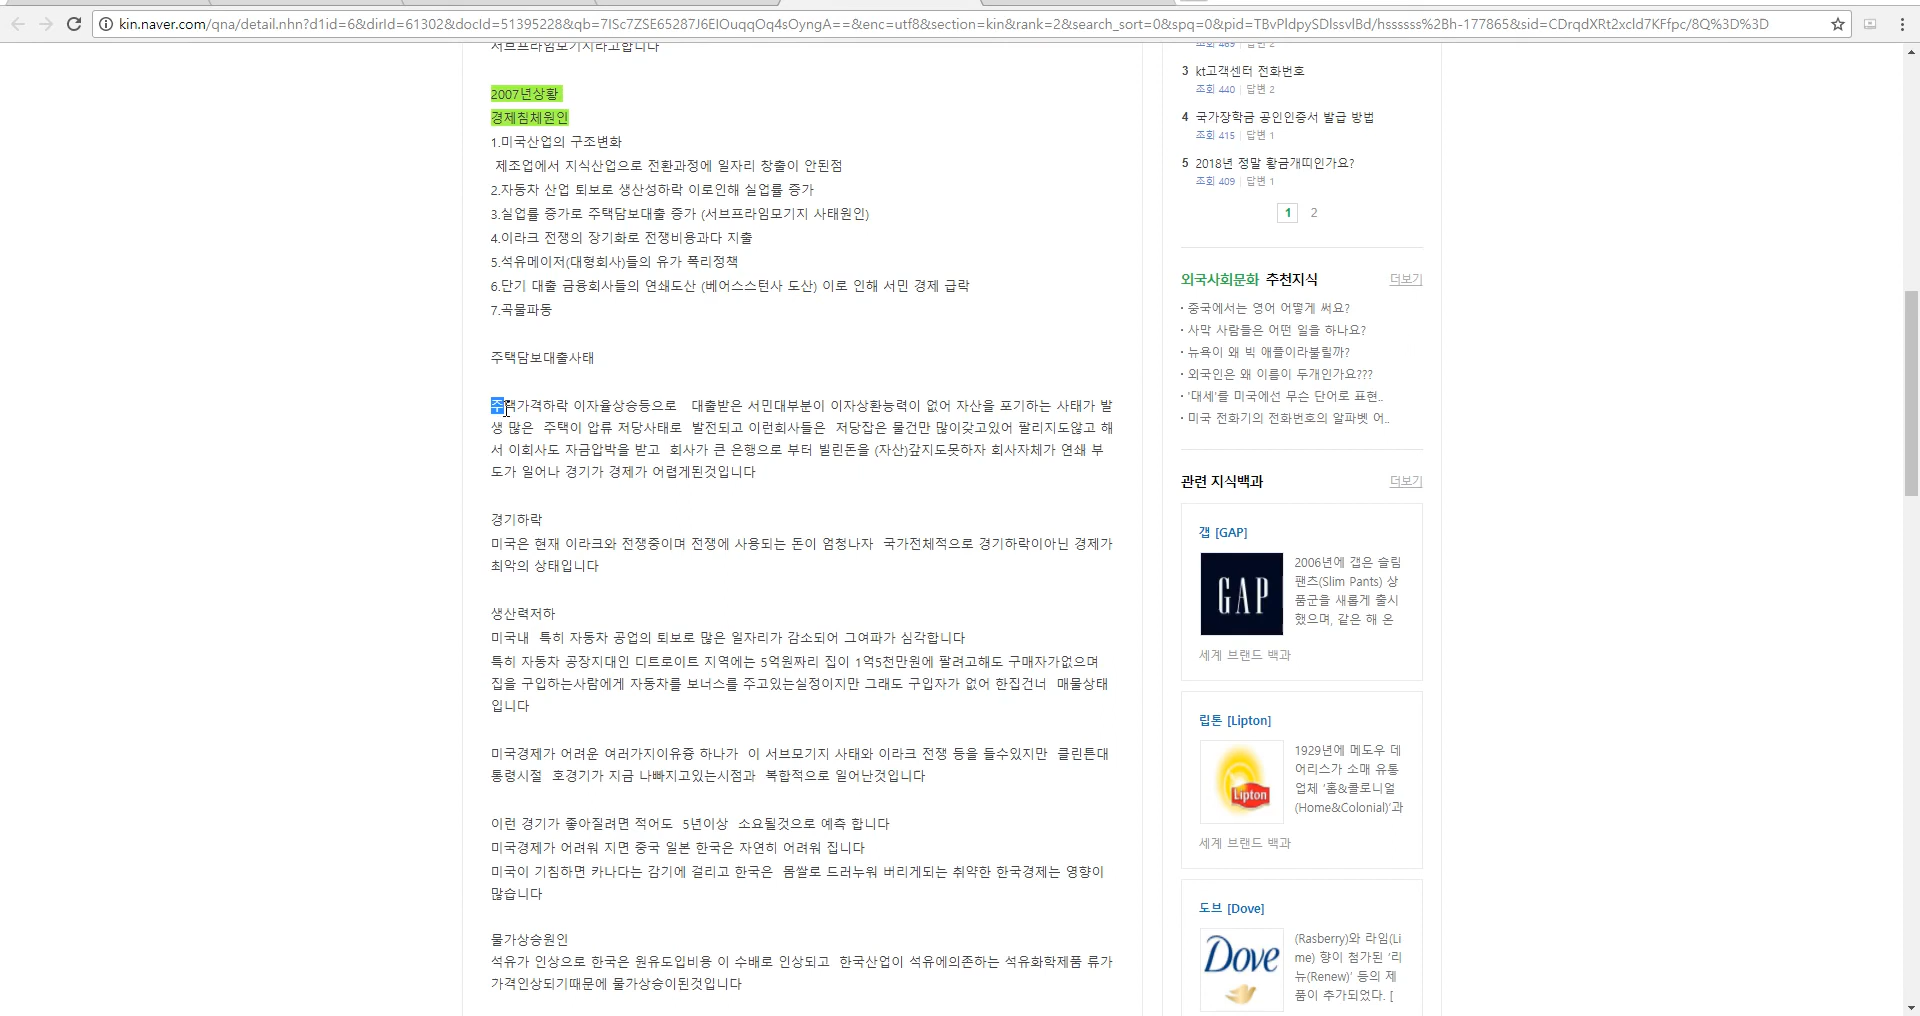 kin.naver.com/qna/detail.nhn?d1id=6&dirId=61302&docId=51395228&qb=7ISc7ZSE65287J6EIOuqqOq4sOyngA==&enc=utf8&section=kin&rank=2&search_sort=0&spq=0&pid=TBvPldpySDlssvlBd/hssssss%2Bh-177865&sid=CDrqdXRt2xcld7KFfpc/8Q%3D%3D
서브프라임모기지라고합니다
2007년상황
경제침체원인
1.미국산업의 구조변화
제조업에서 지식산업으로 전환과정에 일자리 창출이 안된점
2.자동차 산업 퇴보로 생산성하락 이로인해 실업률 증가
3.실업률 증가로 주택담보대출 증가 (서브프라임모기지 사태원인)
4.이라크 전쟁의 장기화로 전쟁비용과다 지출
5.석유메이저(대형회사)들의 유가 폭리정책
6.단기 대출 금융회사들의 연쇄도산 (베어스스턴사 도산) 이로 인해 서민 경제 급락
7.곡물파동
주택담보대출사태
주택가격하락 이자율상승등으로 대출받은 서민대부분이 이자상환능력이 없어 자산을 포기하는 사태가 발
생 많은 주택이 압류 저당사태로 발전되고 이런회사들은 저당잡은 물건만 많이갖고있어 팔리지도않고 해
서 이회사도 자금압박을 받고 회사가 큰 은행으로 부터 빌린돈을 (자산)갚지도못하자 회사자체가 연쇄 부
도가 일어나 경기가 경제가 어렵게된것입니다
경기하락
미국은 현재 이라크와 전쟁중이며 전쟁에 사용되는 돈이 엄청나자 국가전체적으로 경기하락이아닌 경제가
최악의 상태입니다
생산력저하
미국내 특히 자동차 공업의 퇴보로 많은 일자리가 감소되어 그여파가 심각합니다
특히 자동차 공장지대인 디트로이트 지역에는 5억원짜리 집이 1억5천만원에 팔려고해도 구매자가없으며
집을 구입하는사람에게 자동차를 보너스를 주고있는실정이지만 그래도 구입자가 없어 한집건너 매물상태
입니다
미국경제가 어려운 여러가지이유중 하나가 이 서브모기지 사태와 이라크 전쟁 등을 들수있지만 클린튼대
통령시절 호경기가 지금 나빠지고있는시점과 복합적으로 일어난것입니다
이런 경기가 좋아질려면 적어도 5년이상 소요될것으로 예측 합니다
미국경제가 어려워 지면 중국 일본 한국은 자연히 어려워 집니다
미국이 기침하면 카나다는 감기에 걸리고 한국은 몸쌀로 드러누워 버리게되는 취약한 한국경제는 영향이
많습니다
물가상승원인
석유가 인상으로 한국은 원유도입비용 이 수배로 인상되고 한국산업이 석유에의존하는 석유화학제품 류가
가격인상되기때문에 물가상승이된것입니다
조회 469 답변 2
3 kt고객센터 전화번호
조회 440 답변 2
4 국가장학금 공인인증서 발급 방법
조회 415 답변 1
5 2018년 정말 황금개띠인가요?
조회 409 답변 1
1 2
외국사회문화 추천지식 더보기
· 중국에서는 영어 어떻게 써요?
· 사막 사람들은 어떤 일을 하나요?
· 뉴욕이 왜 빅 애플이라불릴까?
· 외국인은 왜 이름이 두개인가요???
· '대세'를 미국에선 무슨 단어로 표현..
· 미국 전화기의 전화번호의 알파벳 어..
관련 지식백과 더보기
갭 [GAP]
GAP
2006년에 갭은 슬림
팬츠(Slim Pants) 상
품군을 새롭게 출시
했으며, 같은 해 온
세계 브랜드 백과
립톤 [Lipton]
Lipton
1929년에 메도우 데
어리스가 소매 유통
업체 '홈&콜로니얼
(Home&Colonial)'과
세계 브랜드 백과
도브 [Dove]
Dove
(Rasberry)와 라임(Li
me) 향이 첨가된 '리
뉴(Renew)' 등의 제
품이 추가되었다. [